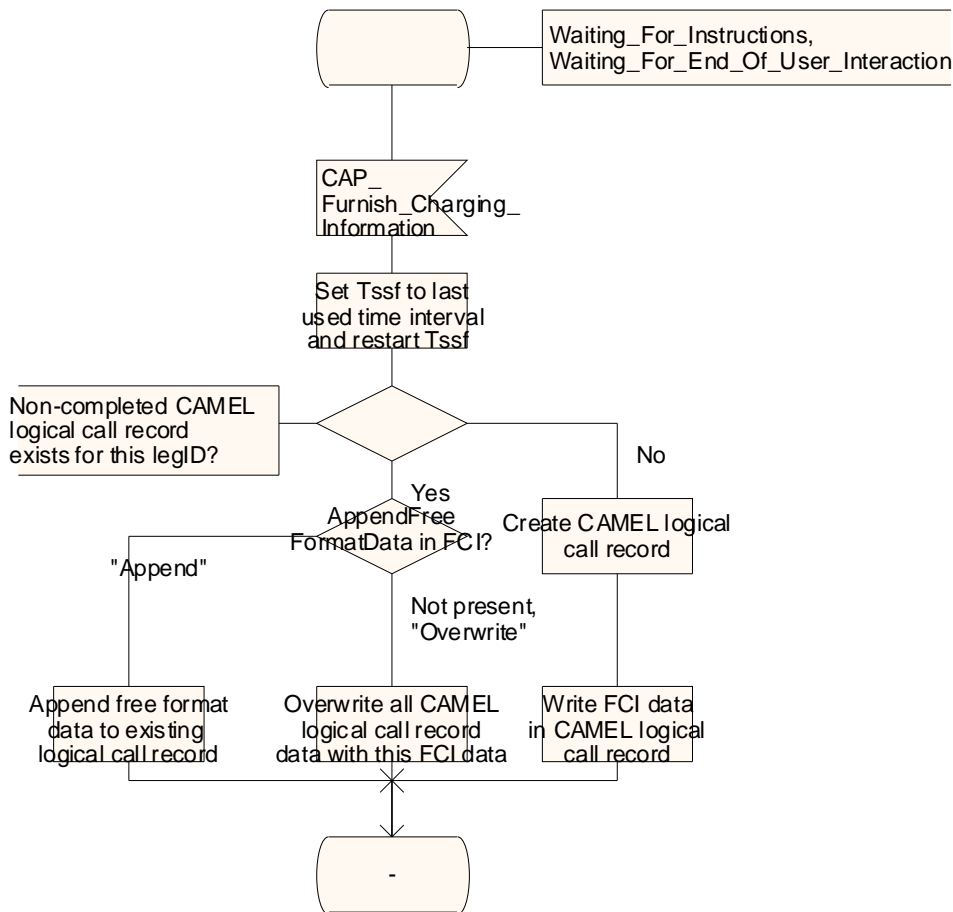 Waiting_For_Instructions,
Waiting_For_End_Of_User_Interaction
CAP_
Furnish_Charging_
Information
Set Tssf to last
used time interval
and restart Tssf
Non-completed CAMEL
logical call record
exists for this legID?
No
Yes
AppendFree
FormatData in FCI?
Create CAMEL logical
call record
"Append"
Not present,
"Overwrite"
Append free format
data to existing
logical call record
Overwrite all CAMEL
logical call record
data with this FCI data
Write FCI data
in CAMEL logical
call record
-